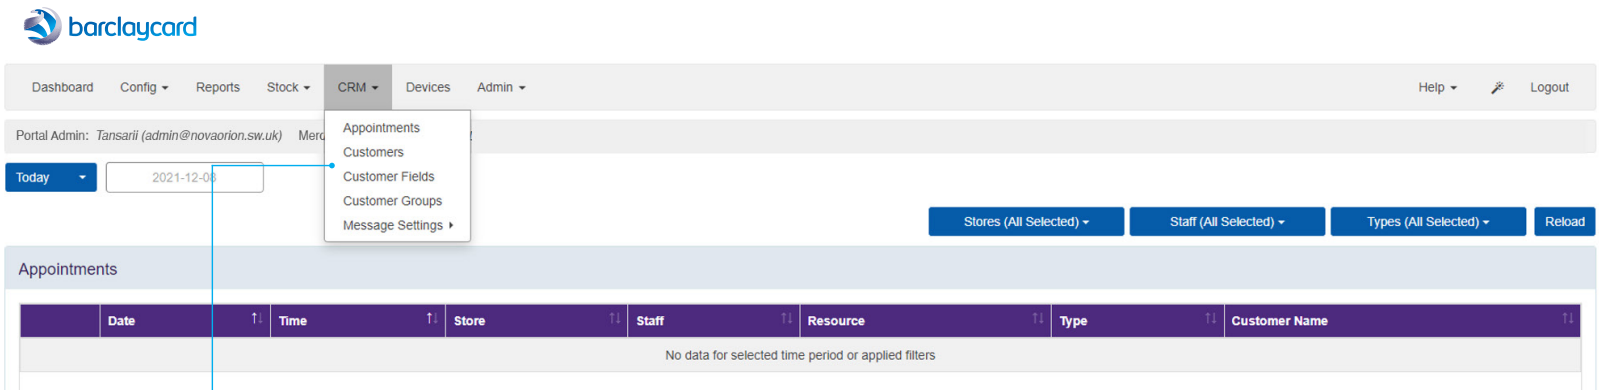 barclaycard
Dashboard Config Reports Stock CRM Devices Admin Help Logout
Portal Admin: Tansarii (admin@novaorion.sw.uk)
Appointments
Customers
Customer Fields
Customer Groups
Message Settings
Today 2021-12-08
Stores (All Selected) Staff (All Selected) Types (All Selected) Reload
Appointments
Date Time Store Staff Resource Type Customer Name
No data for selected time period or applied filters